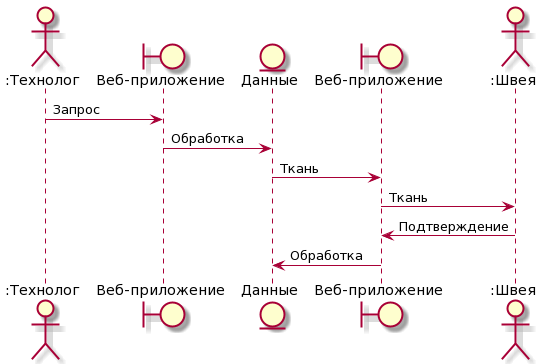 :Технолог Веб-приложение Данные Веб-приложение :Швея
Запрос
Обработка
Ткань
Ткань
Подтверждение
Обработка
:Технолог Веб-приложение Данные Веб-приложение :Швея